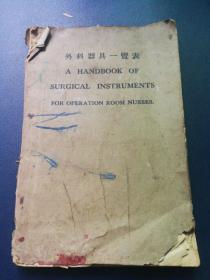 外科器具一覽表
A HANDBOOK OF
SURGICAL INSTRUMENTS
FOR OPERATION ROOM NURSES.